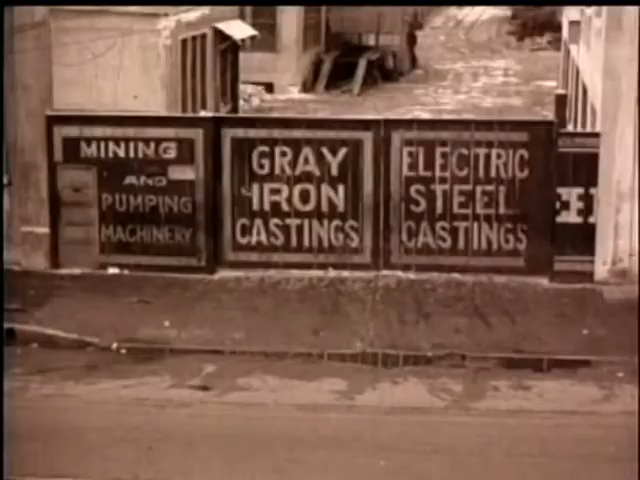 MINING
AND
PUMPING
MACHINERY
GRAY
IRON
CASTINGS
ELECTRIC
STEEL
CASTINGS